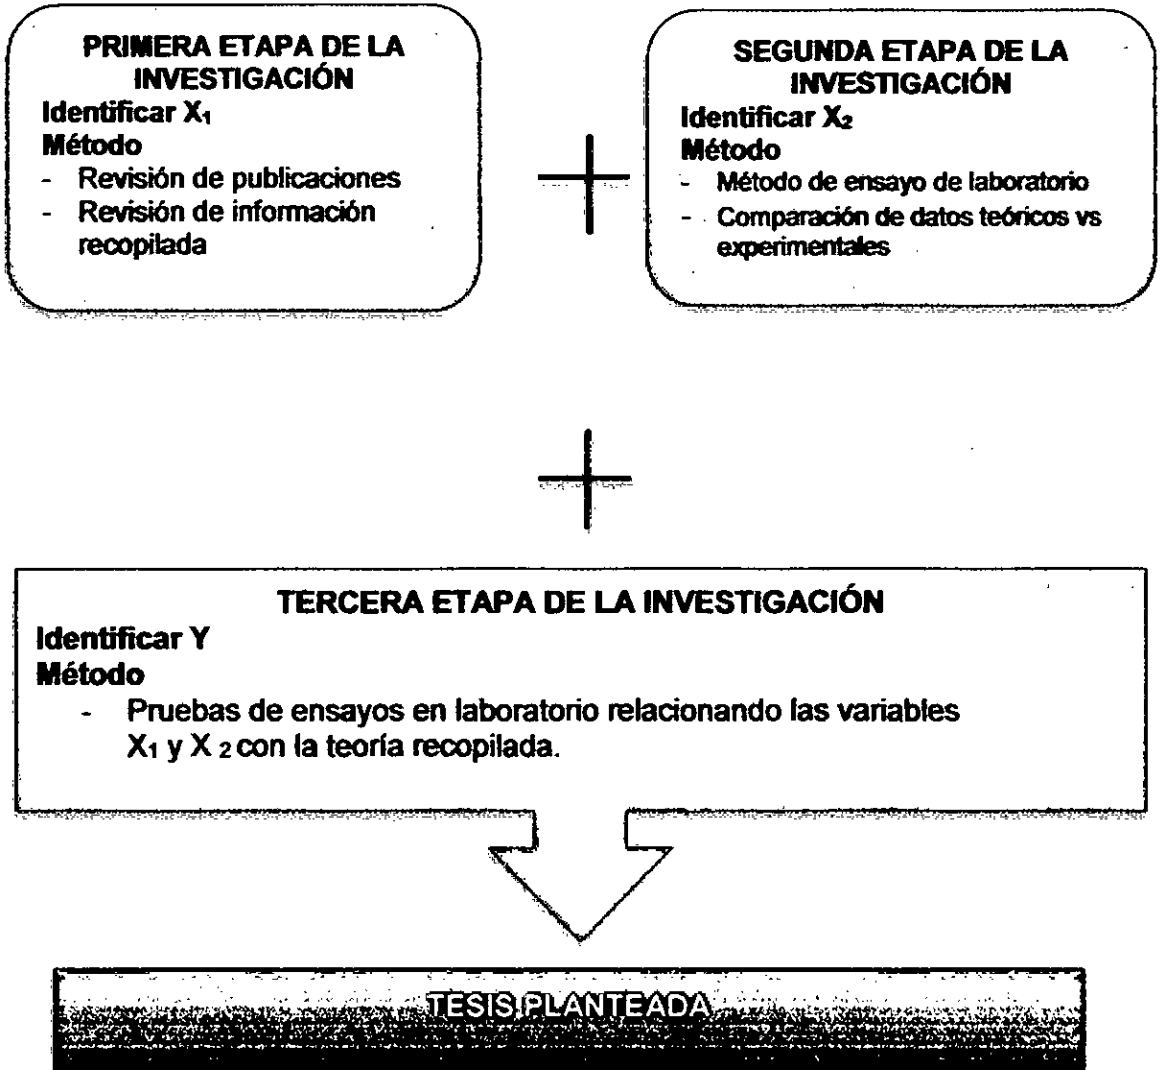 PRIMERA ETAPA DE LA
INVESTIGACIÓN
Identificar X₁
Método
- Revisión de publicaciones
- Revisión de información
recopilada
SEGUNDA ETAPA DE LA
INVESTIGACIÓN
Identificar X₂
Método
- Método de ensayo de laboratorio
- Comparación de datos teóricos vs
experimentales
TERCERA ETAPA DE LA INVESTIGACIÓN
Identificar Y
Método
- Pruebas de ensayos en laboratorio relacionando las variables
X₁ y X ₂ con la teoría recopilada.
TESIS PLANTEADA